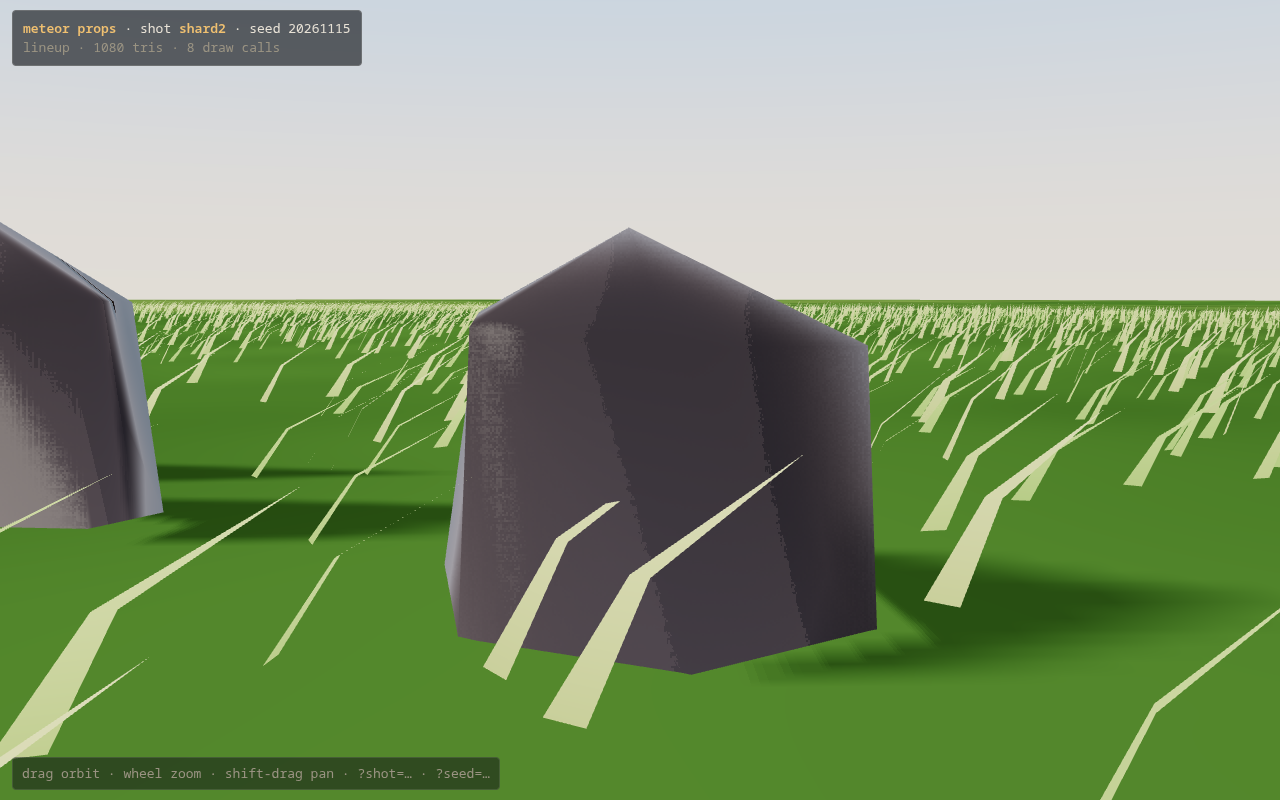 meteor props · shot shard2 · seed 20261115
lineup · 1080 tris · 8 draw calls
drag orbit · wheel zoom · shift-drag pan · ?shot=… · ?seed=…